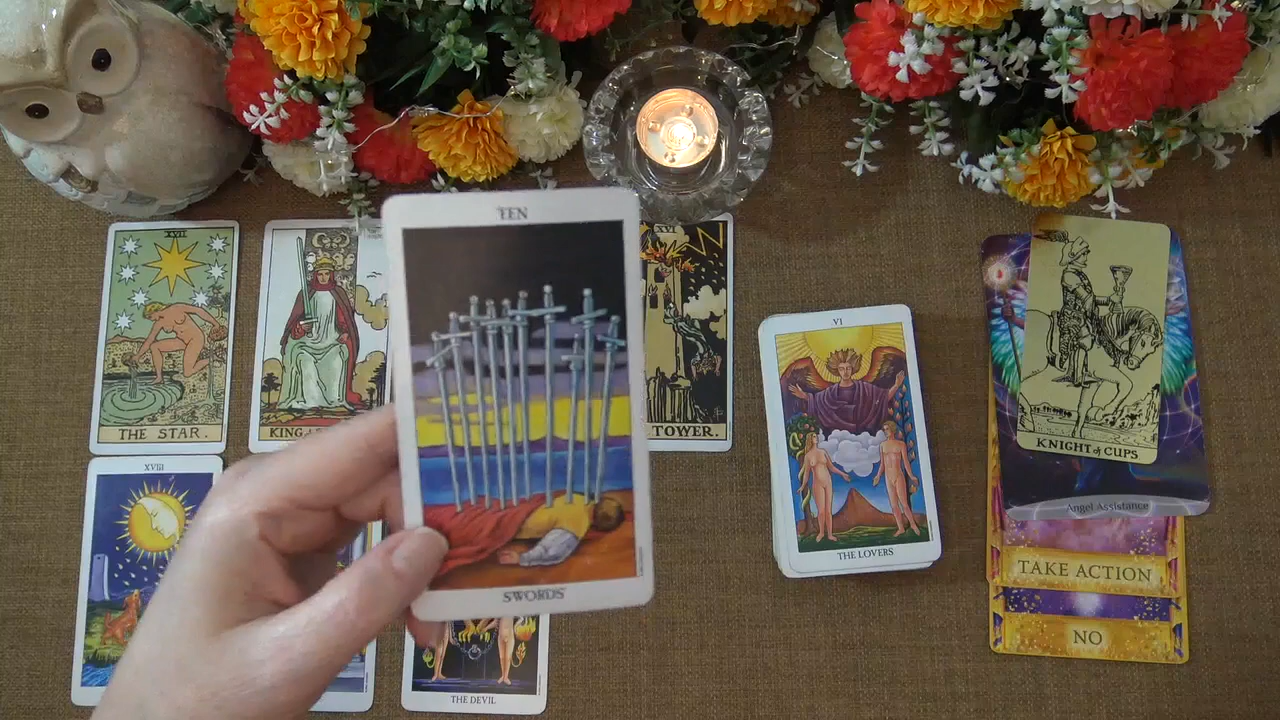 TEN
SWORDS
XVII
THE STAR.
KING
XVI
TOWER.
XVIII
THE DEVIL
VI
THE LOVERS
KNIGHT of CUPS
Angel Assistance
TAKE ACTION
NO